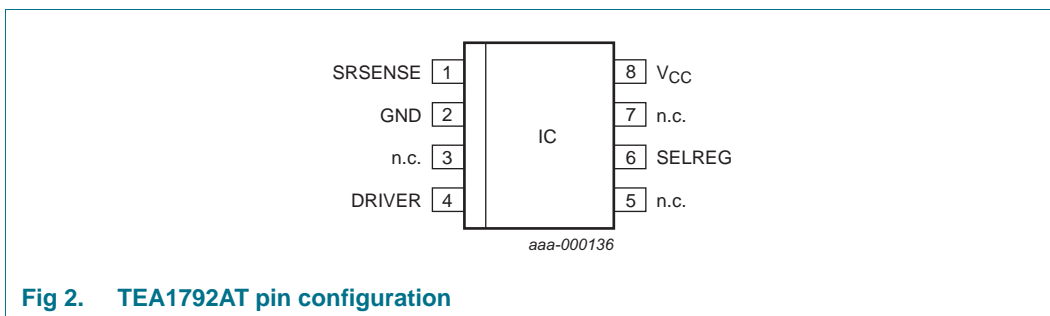 SRSENSE 1
GND 2
n.c. 3
DRIVER 4
IC
8 VCC
7 n.c.
6 SELREG
5 n.c.
aaa-000136
Fig 2. TEA1792AT pin configuration